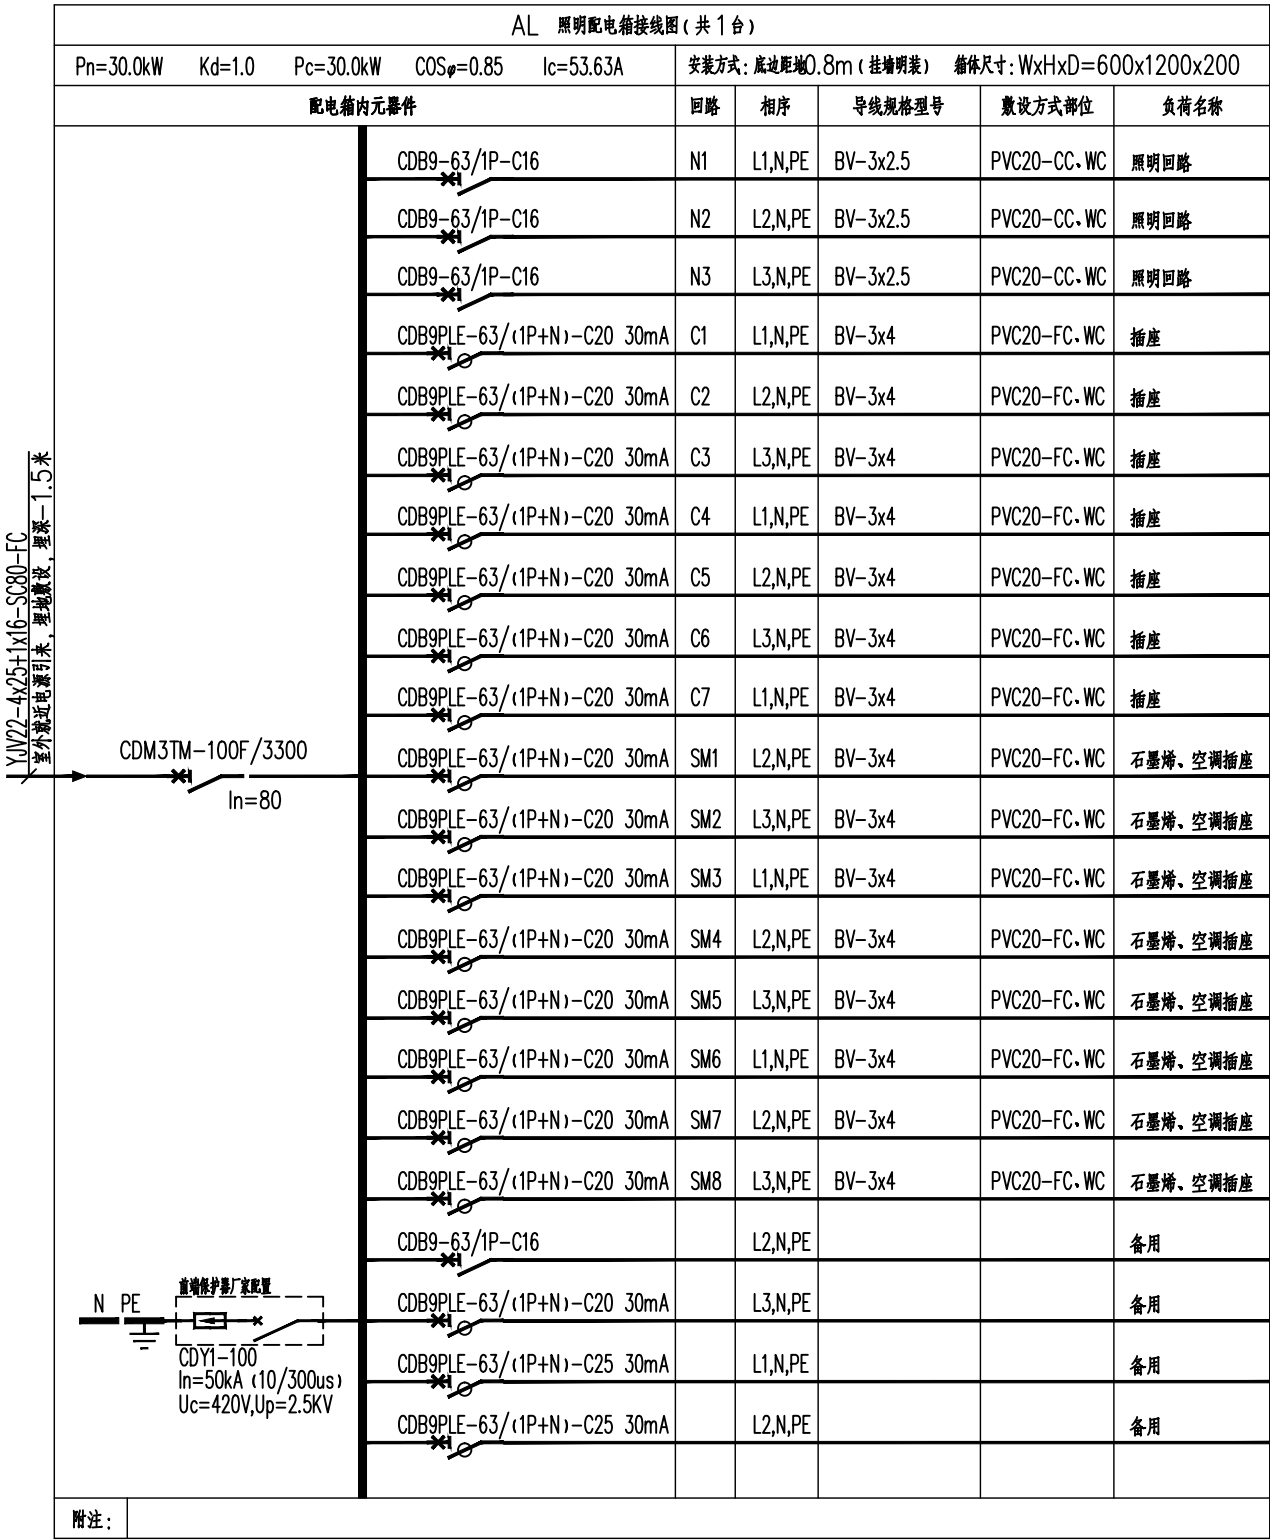 AL 照明配电箱接线图(共1台)
Pn=30.0kW Kd=1.0 Pc=30.0kW COSφ=0.85 Ic=53.63A 安装方式:底边距地0.8m(挂墙明装) 箱体尺寸:WxHxD=600x1200x200
配电箱内元器件 回路 相序 导线规格型号 敷设方式部位 负荷名称
CDB9-63/1P-C16 N1 L1,N,PE BV-3x2.5 PVC20-CC、WC 照明回路
CDB9-63/1P-C16 N2 L2,N,PE BV-3x2.5 PVC20-CC、WC 照明回路
CDB9-63/1P-C16 N3 L3,N,PE BV-3x2.5 PVC20-CC、WC 照明回路
CDB9PLE-63/(1P+N)-C20 30mA C1 L1,N,PE BV-3x4 PVC20-FC、WC 插座
CDB9PLE-63/(1P+N)-C20 30mA C2 L2,N,PE BV-3x4 PVC20-FC、WC 插座
CDB9PLE-63/(1P+N)-C20 30mA C3 L3,N,PE BV-3x4 PVC20-FC、WC 插座
CDB9PLE-63/(1P+N)-C20 30mA C4 L1,N,PE BV-3x4 PVC20-FC、WC 插座
CDB9PLE-63/(1P+N)-C20 30mA C5 L2,N,PE BV-3x4 PVC20-FC、WC 插座
CDB9PLE-63/(1P+N)-C20 30mA C6 L3,N,PE BV-3x4 PVC20-FC、WC 插座
CDB9PLE-63/(1P+N)-C20 30mA C7 L1,N,PE BV-3x4 PVC20-FC、WC 插座
YJV22-4x25+1x16-SC80-FC
室外就近电源引来，埋地敷设，埋深-1.5米
CDM3TM-100F/3300
In=80
CDB9PLE-63/(1P+N)-C20 30mA SM1 L2,N,PE BV-3x4 PVC20-FC、WC 石墨烯、空调插座
CDB9PLE-63/(1P+N)-C20 30mA SM2 L3,N,PE BV-3x4 PVC20-FC、WC 石墨烯、空调插座
CDB9PLE-63/(1P+N)-C20 30mA SM3 L1,N,PE BV-3x4 PVC20-FC、WC 石墨烯、空调插座
CDB9PLE-63/(1P+N)-C20 30mA SM4 L2,N,PE BV-3x4 PVC20-FC、WC 石墨烯、空调插座
CDB9PLE-63/(1P+N)-C20 30mA SM5 L3,N,PE BV-3x4 PVC20-FC、WC 石墨烯、空调插座
CDB9PLE-63/(1P+N)-C20 30mA SM6 L1,N,PE BV-3x4 PVC20-FC、WC 石墨烯、空调插座
CDB9PLE-63/(1P+N)-C20 30mA SM7 L2,N,PE BV-3x4 PVC20-FC、WC 石墨烯、空调插座
CDB9PLE-63/(1P+N)-C20 30mA SM8 L3,N,PE BV-3x4 PVC20-FC、WC 石墨烯、空调插座
CDB9-63/1P-C16 L2,N,PE 备用
CDB9PLE-63/(1P+N)-C20 30mA L3,N,PE 备用
CDB9PLE-63/(1P+N)-C25 30mA L1,N,PE 备用
CDB9PLE-63/(1P+N)-C25 30mA L2,N,PE 备用
前端保护器厂家配置
N PE
CDY1-100
In=50kA (10/300us)
Uc=420V,Up=2.5KV
附注: